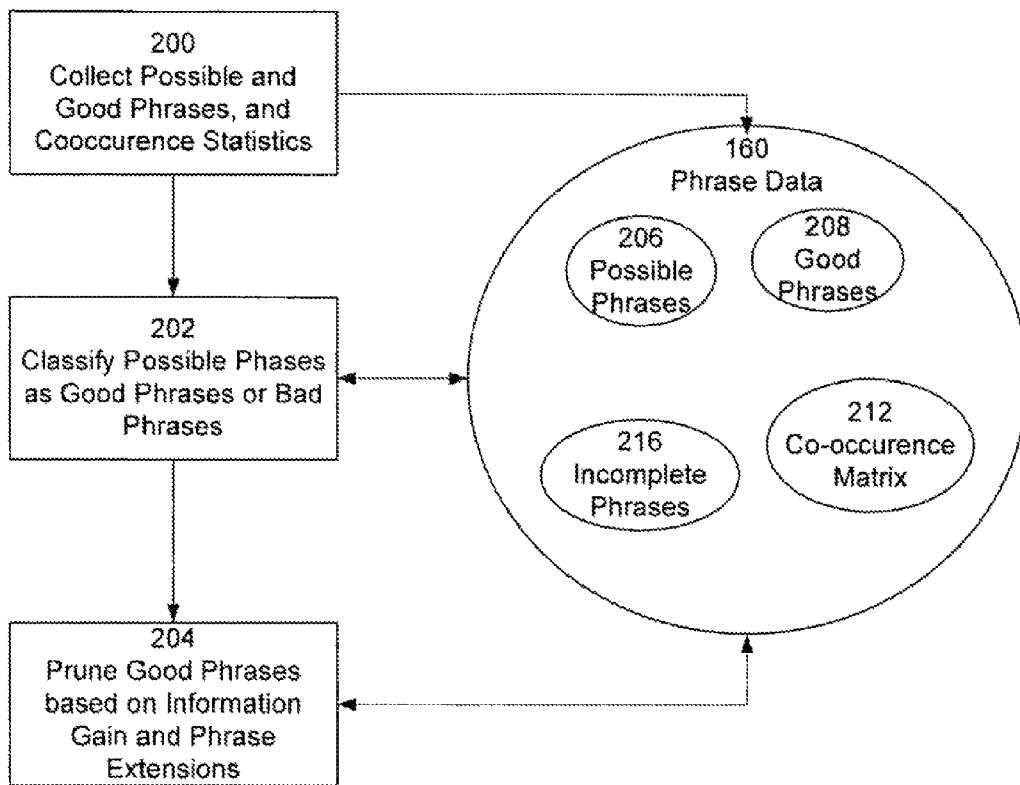 200
Collect Possible and
Good Phrases, and
Cooccurence Statistics
160
Phrase Data
206
Possible
Phrases
208
Good
Phrases
202
Classify Possible Phases
as Good Phrases or Bad
Phrases
216
Incomplete
Phrases
212
Co-occurence
Matrix
204
Prune Good Phrases
based on Information
Gain and Phrase
Extensions